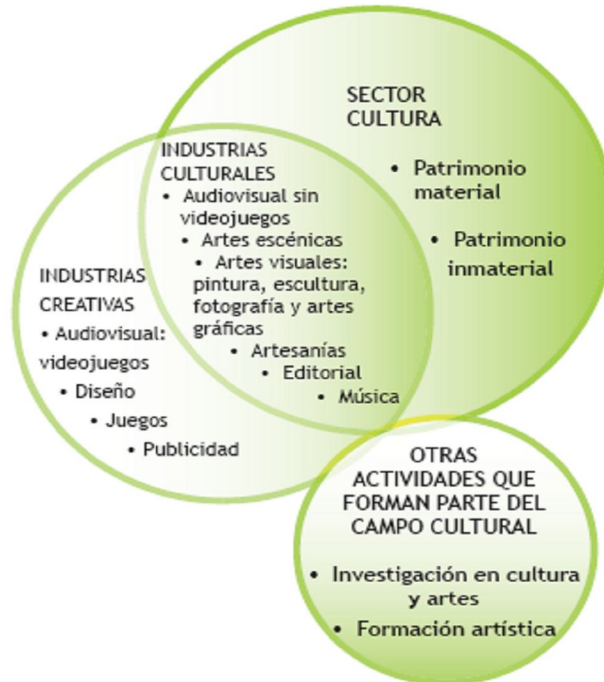 SECTOR
CULTURA
• Patrimonio
material
• Patrimonio
inmaterial
INDUSTRIAS
CULTURALES
• Audiovisual sin
videojuegos
• Artes escénicas
• Artes visuales:
pintura, escultura,
fotografía y artes
gráficas
• Artesanías
• Editorial
• Música
INDUSTRIAS
CREATIVAS
• Audiovisual:
videojuegos
• Diseño
• Juegos
• Publicidad
OTRAS
ACTIVIDADES QUE
FORMAN PARTE DEL
CAMPO CULTURAL
• Investigación en cultura
y artes
• Formación artística